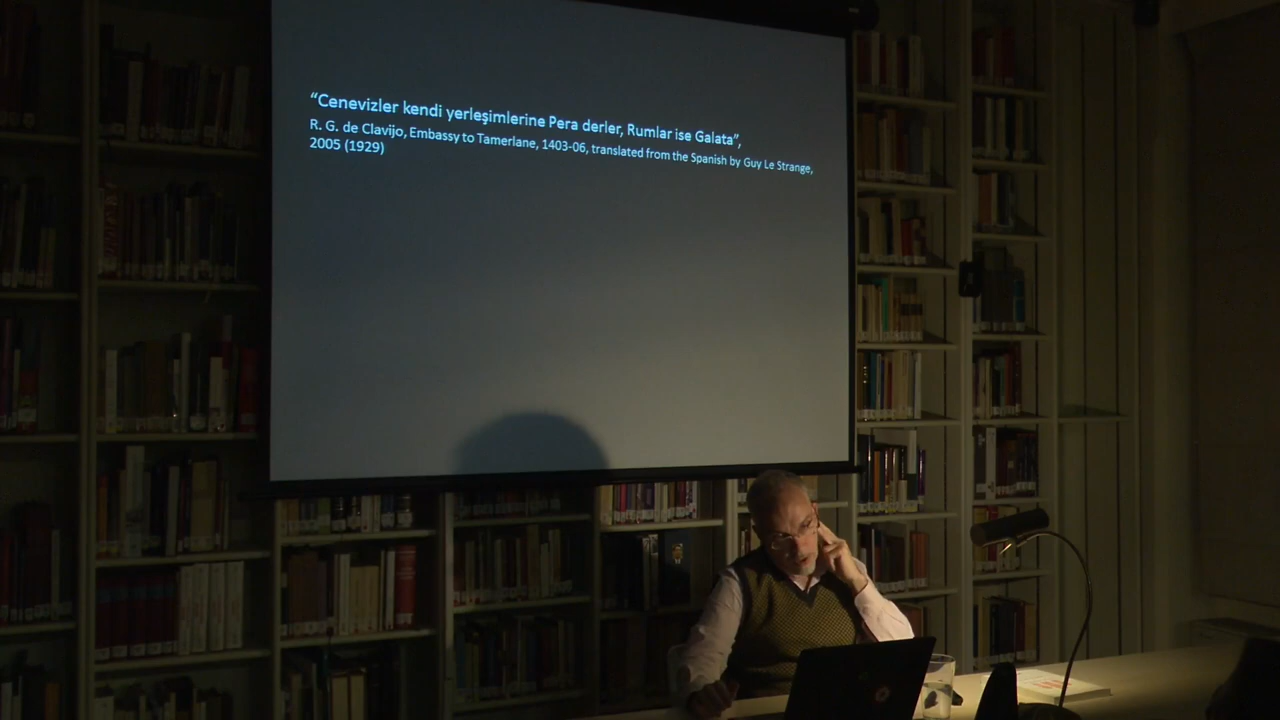 “Cenevizler kendi yerleşimlerine Pera derler, Rumlar ise Galata”,
R. G. de Clavijo, Embassy to Tamerlane, 1403-06, translated from the Spanish by Guy Le Strange,
2005 (1929)